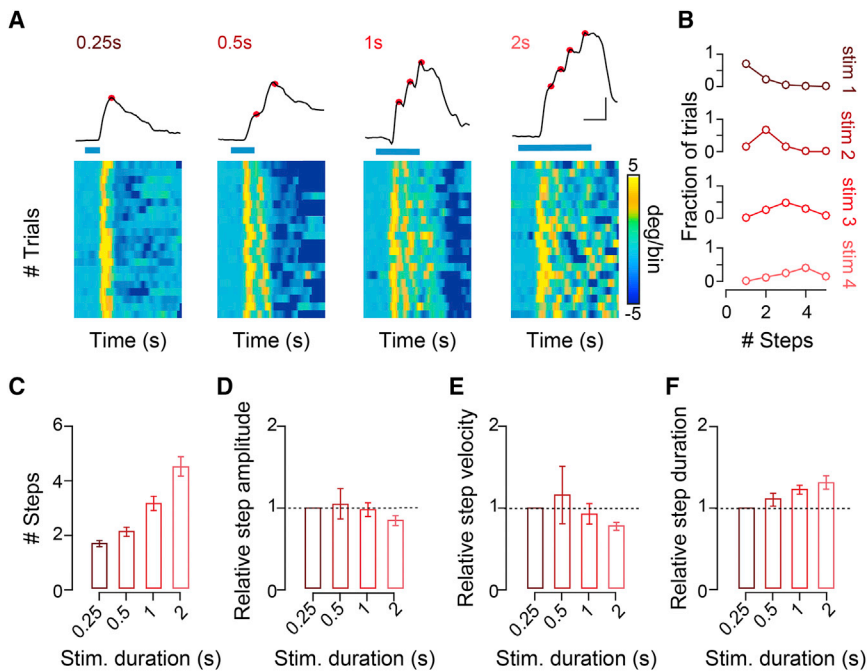 A
0.25s
0.5s
1s
2s
# Trials
Time (s)
Time (s)
Time (s)
Time (s)
5
deg/bin
-5
B
Fraction of trials
1
0
stim 1
1
0
stim 2
1
0
stim 3
1
0
stim 4
0 2 4
# Steps
C
# Steps
6
4
2
0
0.25 0.5 1 2
Stim. duration (s)
D
Relative step amplitude
2
1
0
0.25 0.5 1 2
Stim. duration (s)
E
Relative step velocity
2
1
0
0.25 0.5 1 2
Stim. duration (s)
F
Relative step duration
2
1
0
0.25 0.5 1 2
Stim. duration (s)